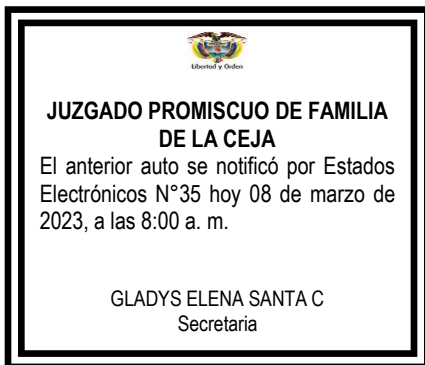 Libertad y Orden
JUZGADO PROMISCUO DE FAMILIA
DE LA CEJA
El anterior auto se notificó por Estados
Electrónicos N°35 hoy 08 de marzo de
2023, a las 8:00 a. m.
GLADYS ELENA SANTA C
Secretaria